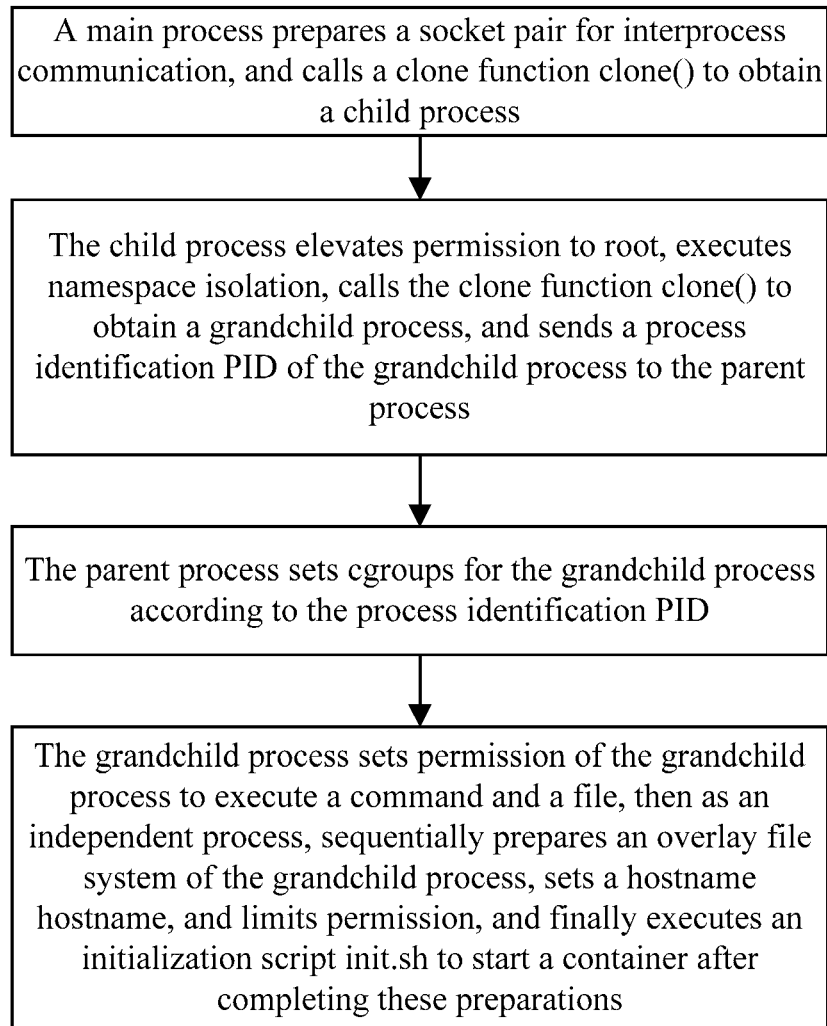 A main process prepares a socket pair for interprocess
communication, and calls a clone function clone() to obtain
a child process
The child process elevates permission to root, executes
namespace isolation, calls the clone function clone() to
obtain a grandchild process, and sends a process
identification PID of the grandchild process to the parent
process
The parent process sets cgroups for the grandchild process
according to the process identification PID
The grandchild process sets permission of the grandchild
process to execute a command and a file, then as an
independent process, sequentially prepares an overlay file
system of the grandchild process, sets a hostname
hostname, and limits permission, and finally executes an
initialization script init.sh to start a container after
completing these preparations